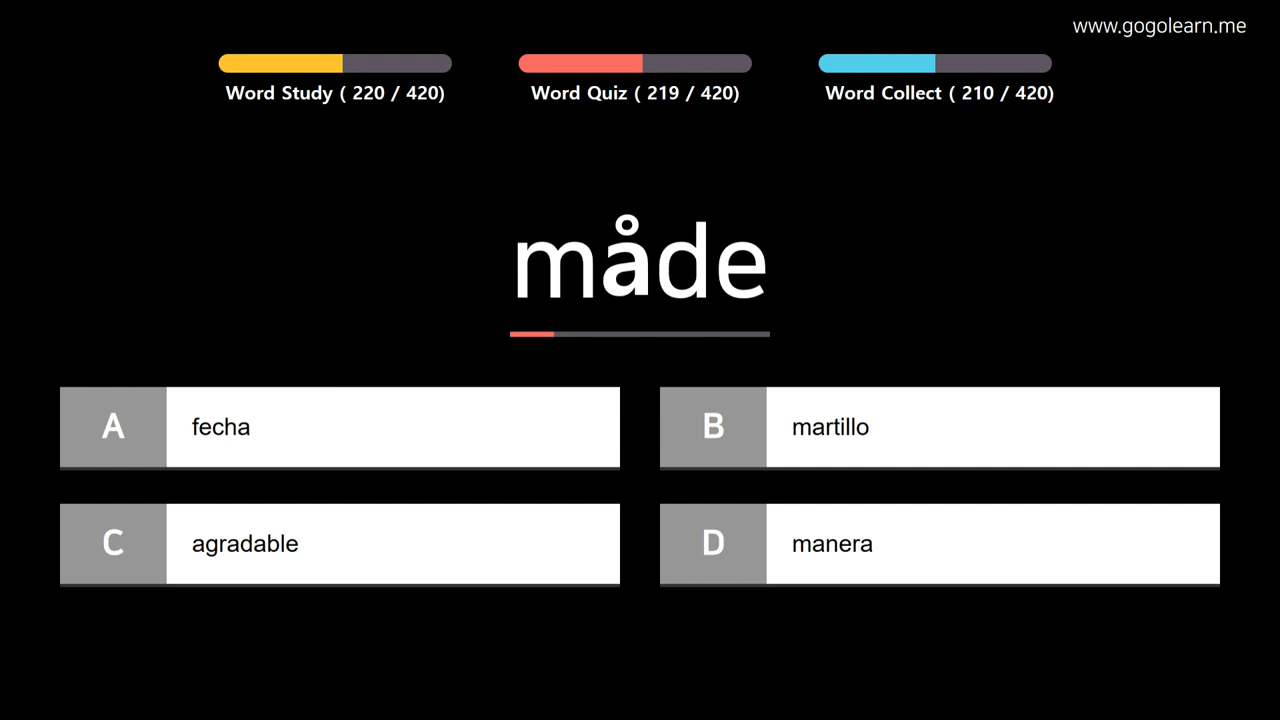 www.gogolearn.me
Word Study ( 220 / 420)
Word Quiz ( 219 / 420)
Word Collect ( 210 / 420)
måde
A fecha
B martillo
C agradable
D manera